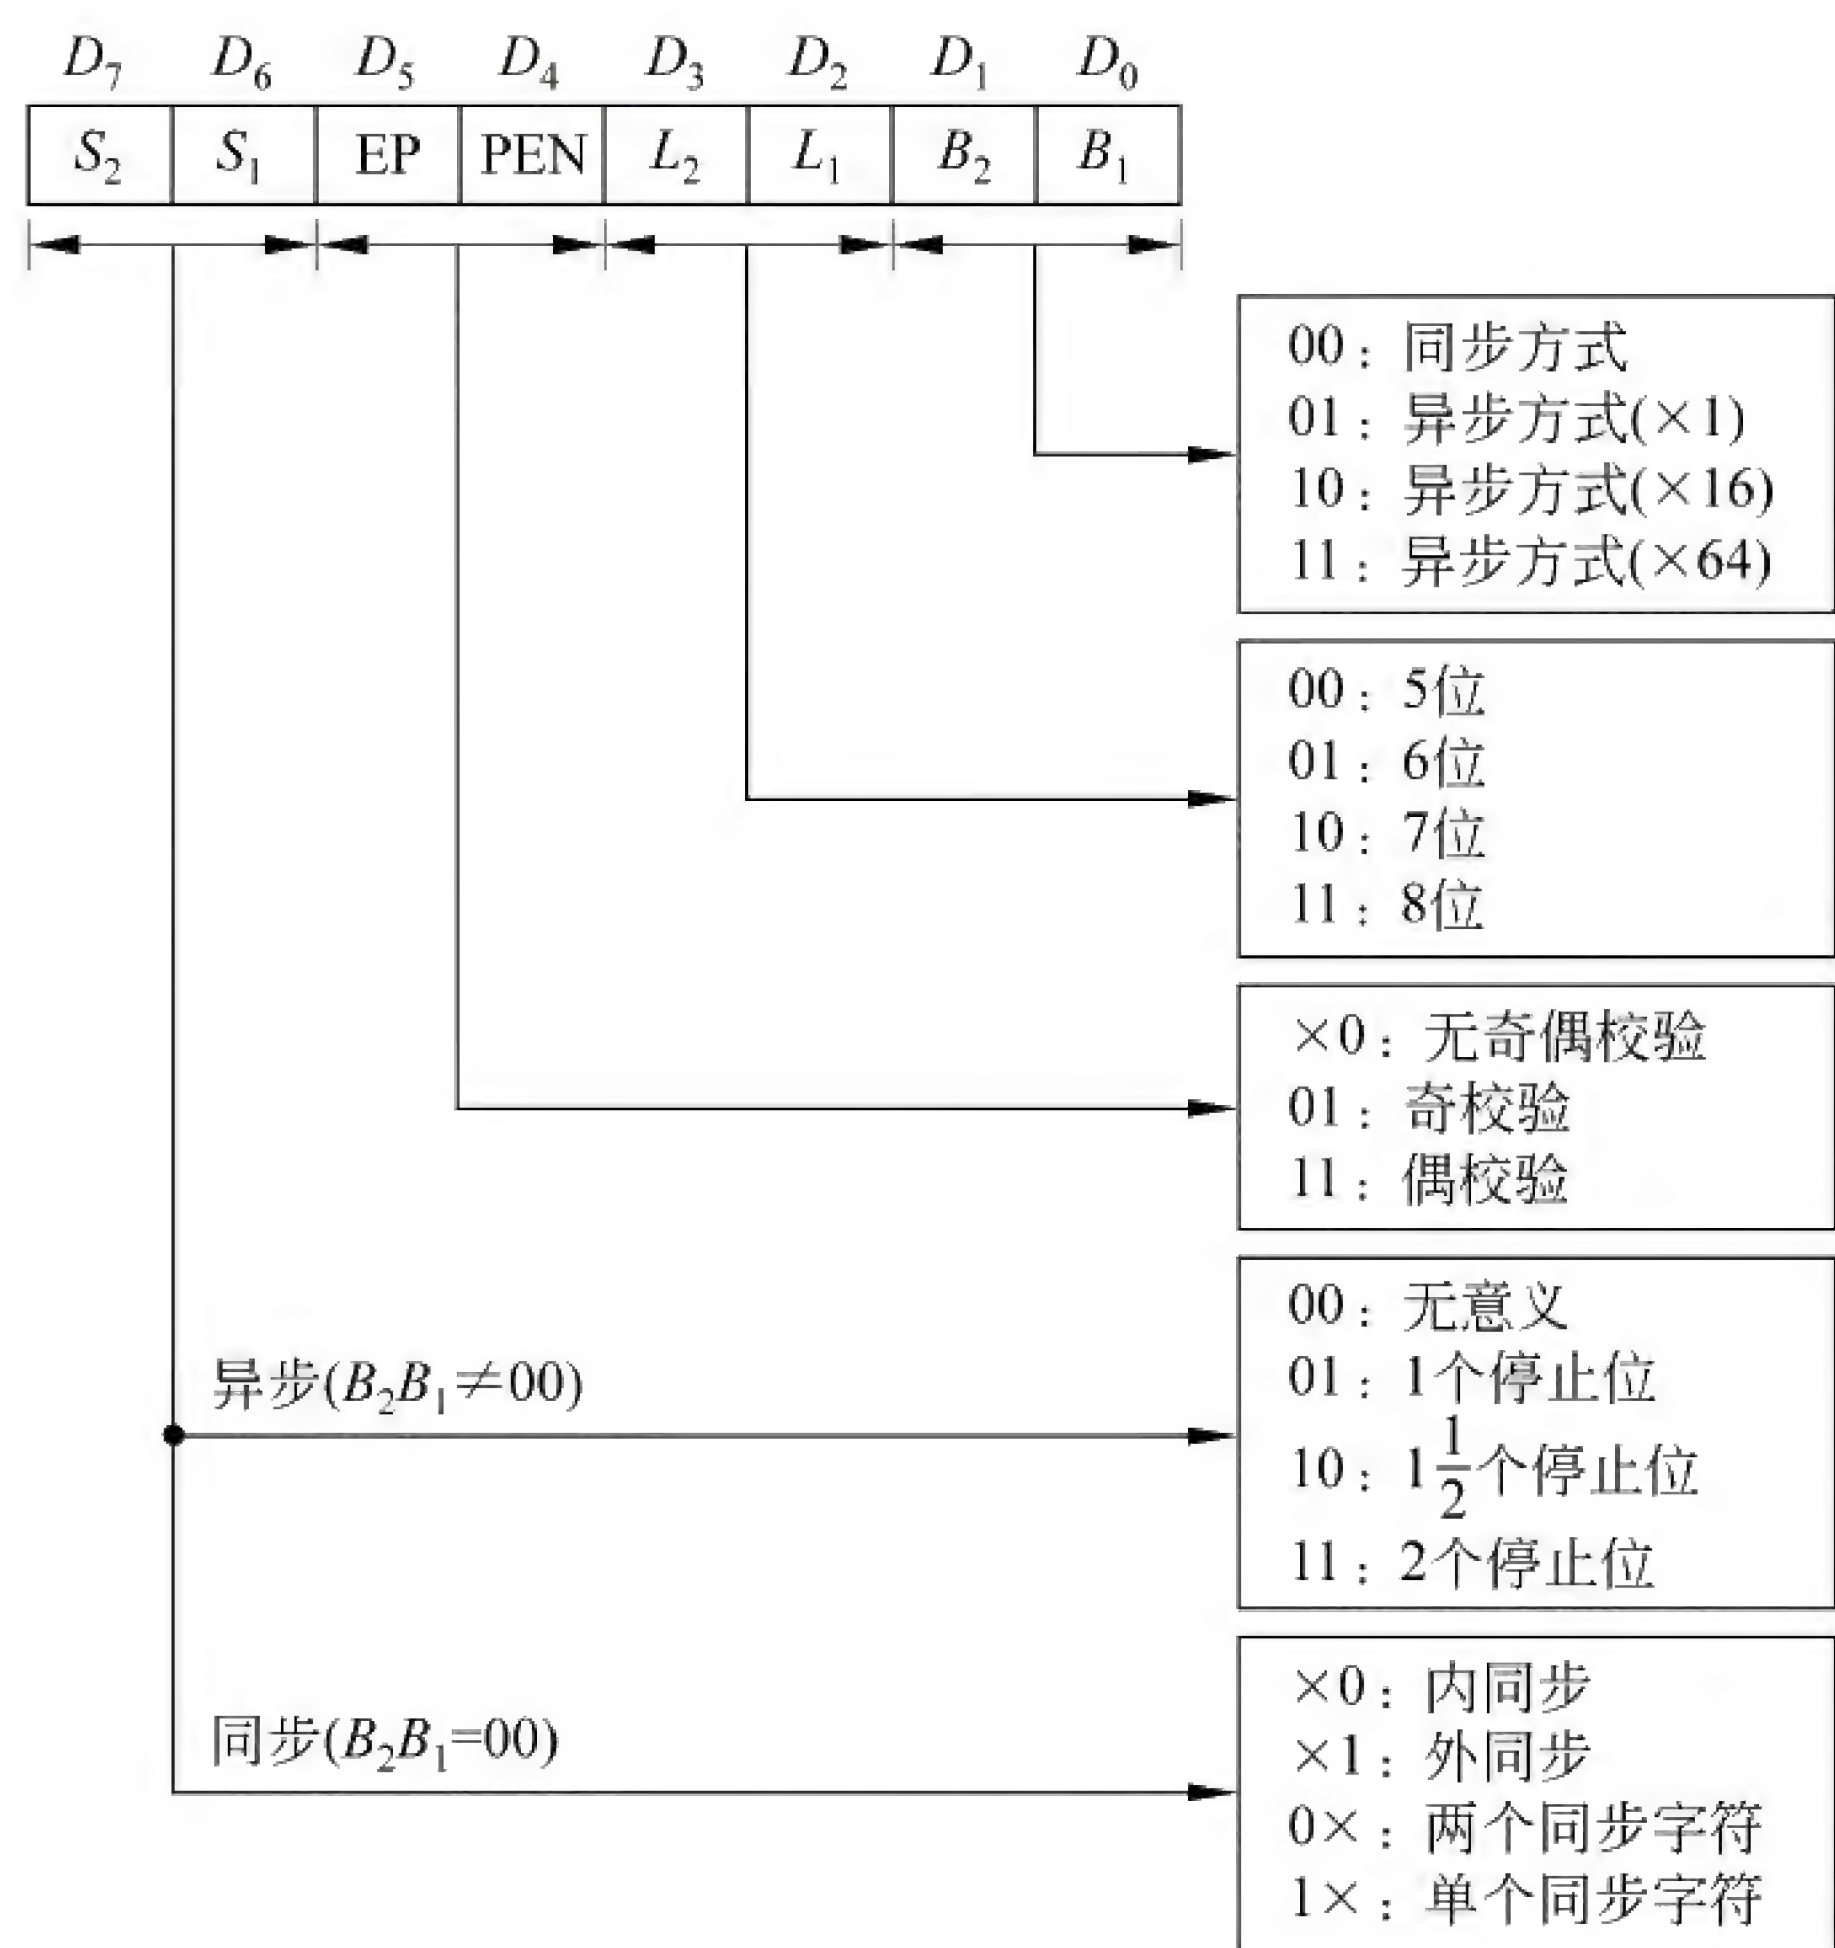 D₇ D₆ D₅ D₄ D₃ D₂ D₁ D₀
S₂ S₁ EP PEN L₂ L₁ B₂ B₁
00：同步方式
01：异步方式(×1)
10：异步方式(×16)
11：异步方式(×64)
00：5位
01：6位
10：7位
11：8位
×0：无奇偶校验
01：奇校验
11：偶校验
异步(B₂B₁≠00)
00：无意义
01：1个停止位
10：1 1/2个停止位
11：2个停止位
同步(B₂B₁=00)
×0：内同步
×1：外同步
0×：两个同步字符
1×：单个同步字符